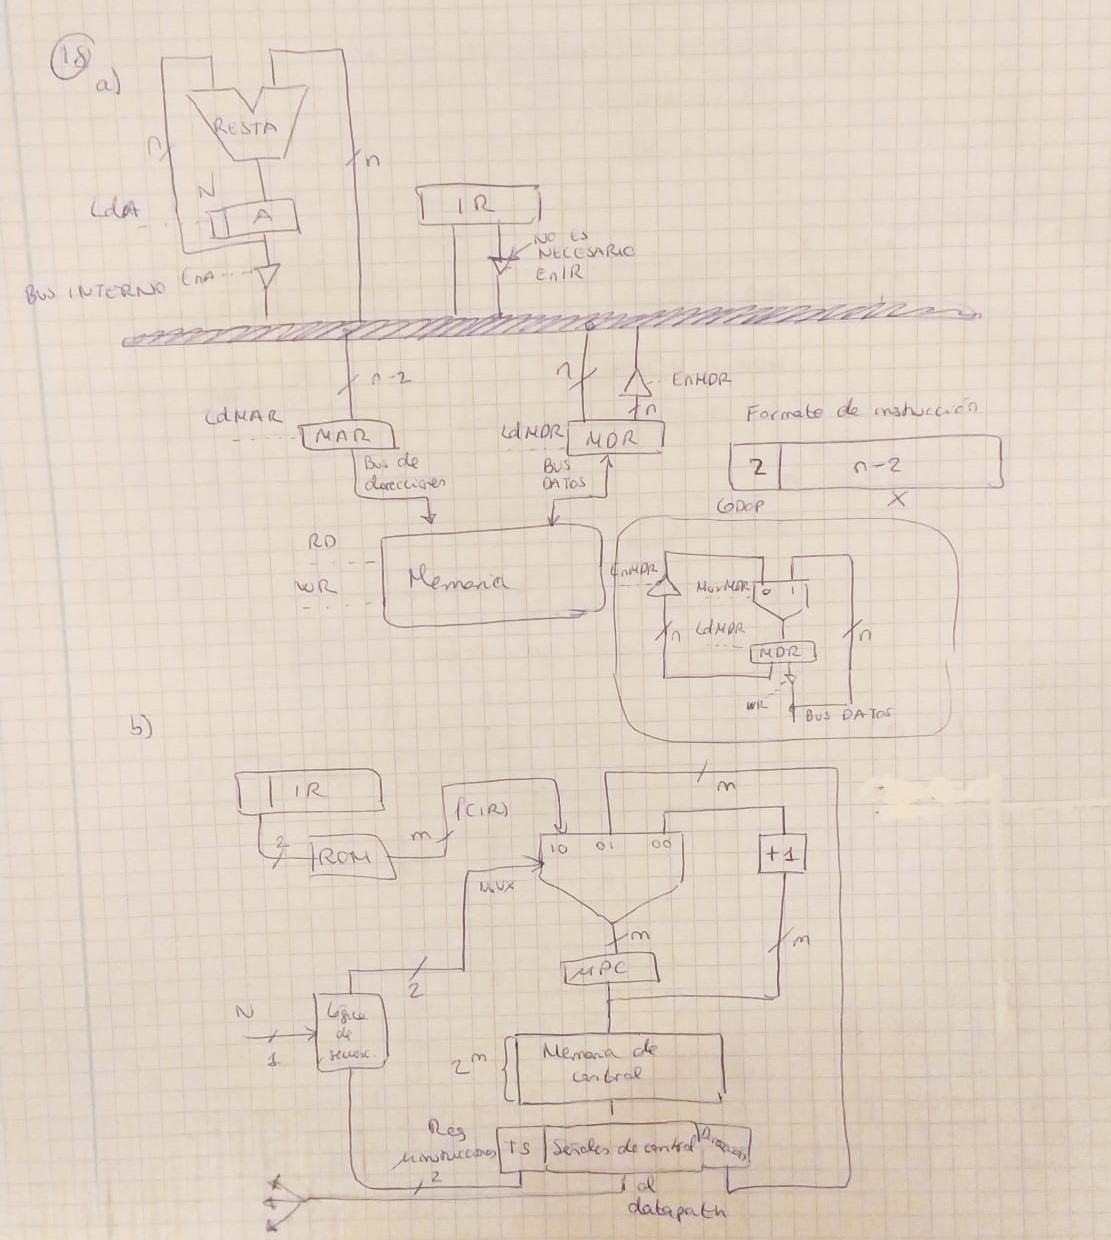 18
a)
RESTA
n
n
N
LdA
A
IR
NO ES
NECESARIO
EnIR
EnA
BUS INTERNO
n-2
n
EnMDR
n
LdMAR
MAR
LdMDR
MDR
Formato de instrucción
Bus de
direcciones
BUS
DATOS
2
n-2
CODOP
X
RD
WR
Memoria
EnMDR
MuxMDR
0
1
LdMDR
n
n
MDR
WR
BUS DATOS
b)
IR
2
ROM
m
f(IR)
m
10
01
00
+1
MUX
m
m
MPC
2
N
1
Lógica
de
secuenc.
2^m
Memoria de
control
Reg
µinstrucciones
TS
Señales de control
2
al
datapath